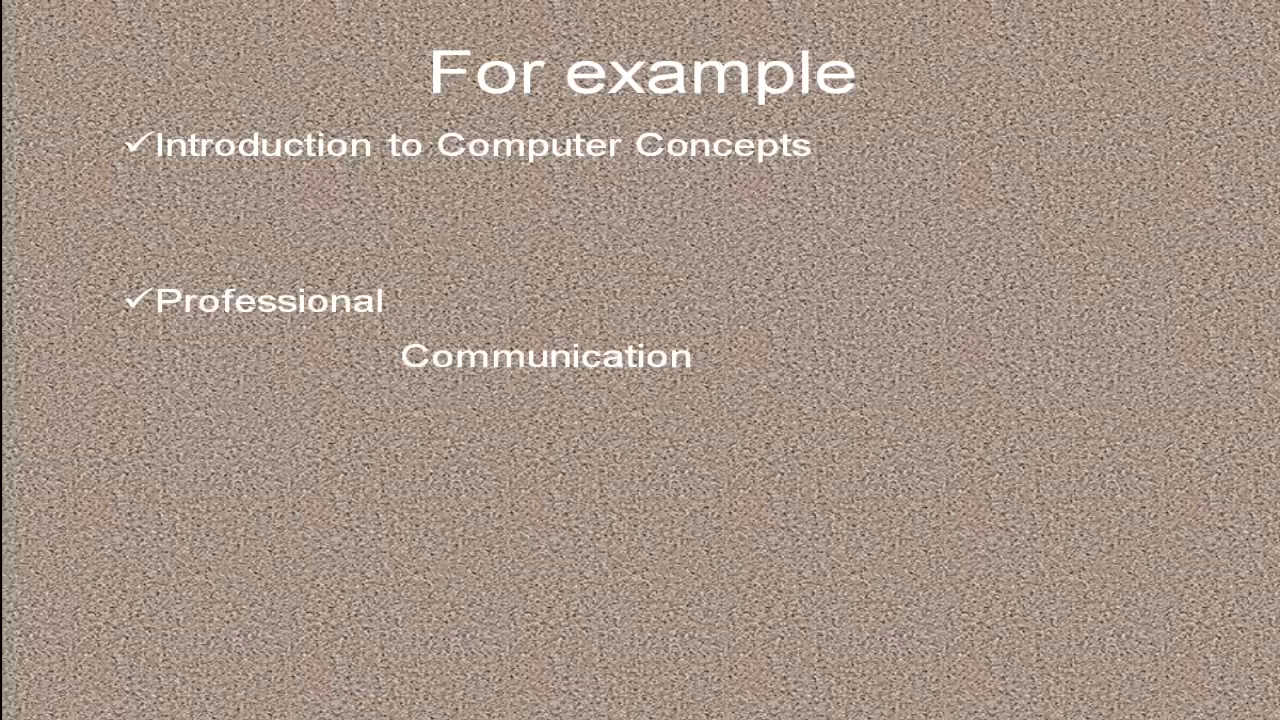 For example
✓Introduction to Computer Concepts
✓Professional
Communication